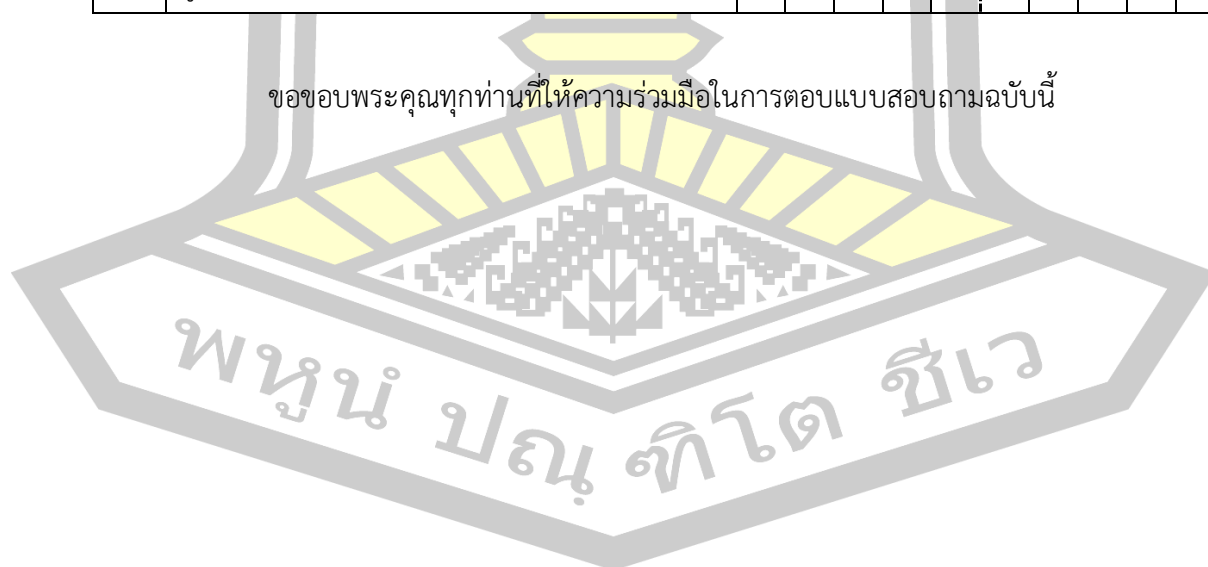 ขอขอบพระคุณทุกท่านที่ให้ความร่วมมือในการตอบแบบสอบถามฉบับนี้
พหูนํ ปณฺฑิโต ชีเว